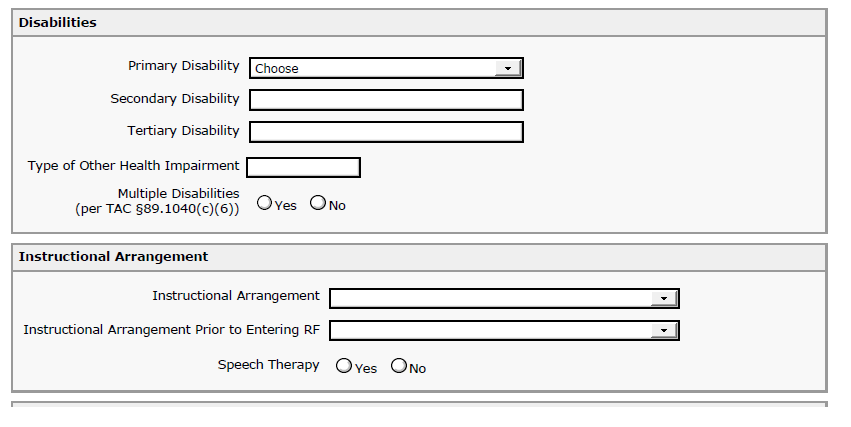 Disabilities
Primary Disability Choose
Secondary Disability
Tertiary Disability
Type of Other Health Impairment
Multiple Disabilities
(per TAC §89.1040(c)(6)) Yes No
Instructional Arrangement
Instructional Arrangement
Instructional Arrangement Prior to Entering RF
Speech Therapy Yes No